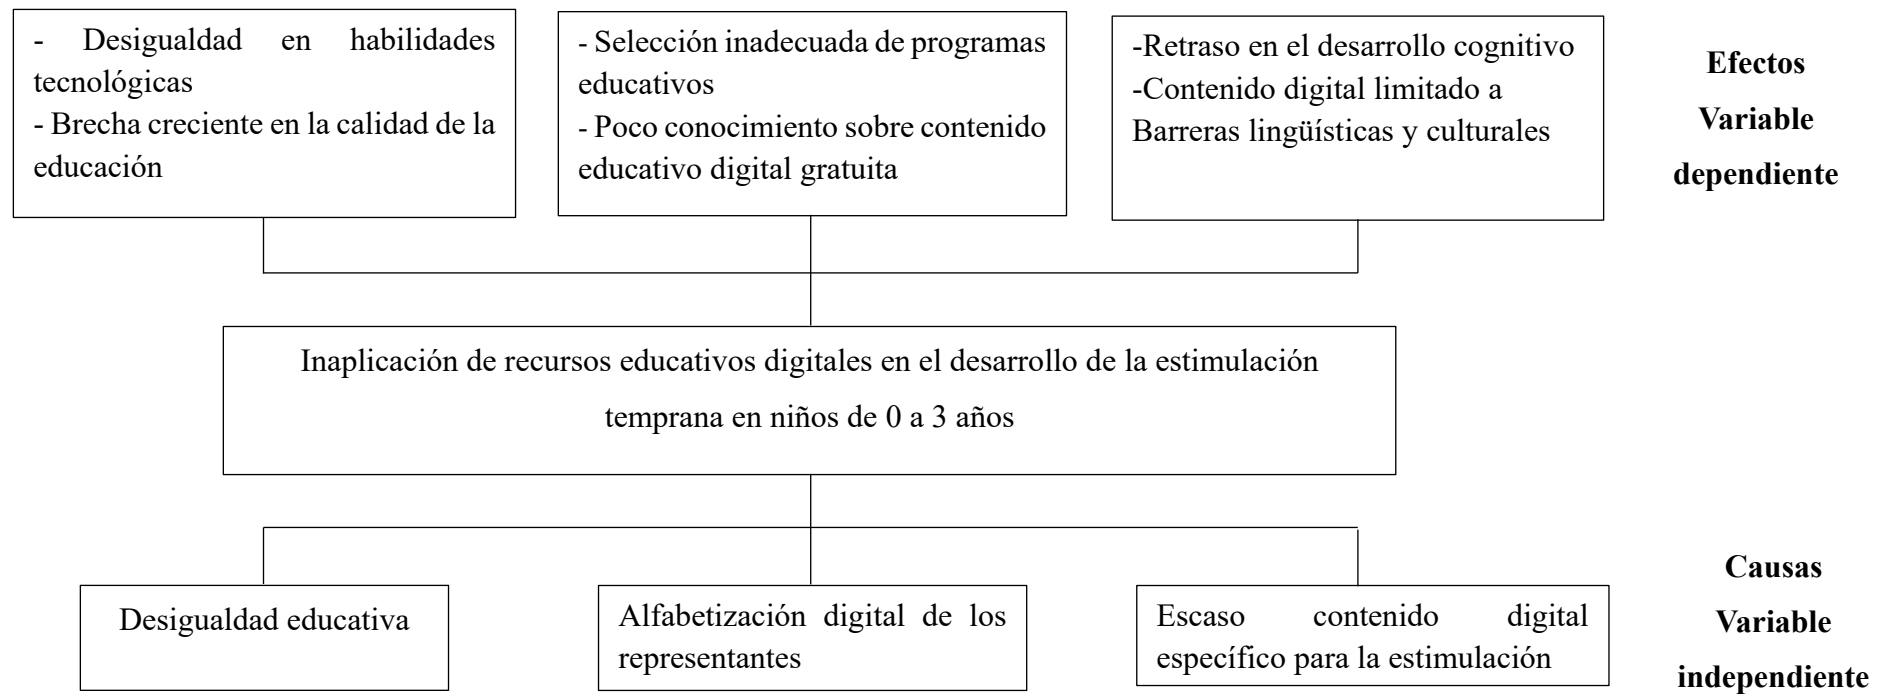 - Desigualdad en habilidades
tecnológicas
- Brecha creciente en la calidad de la
educación
- Selección inadecuada de programas
educativos
- Poco conocimiento sobre contenido
educativo digital gratuita
-Retraso en el desarrollo cognitivo
-Contenido digital limitado a
Barreras lingüísticas y culturales
Efectos
Variable
dependiente
Inaplicación de recursos educativos digitales en el desarrollo de la estimulación
temprana en niños de 0 a 3 años
Desigualdad educativa
Alfabetización digital de los
representantes
Escaso contenido digital
específico para la estimulación
Causas
Variable
independiente